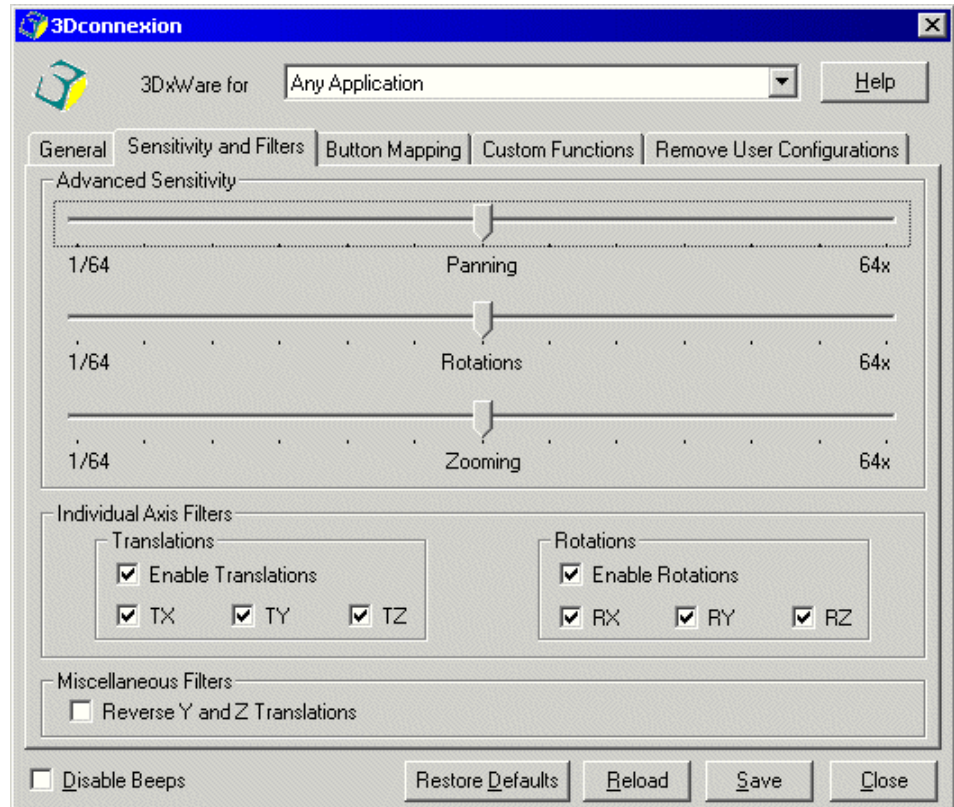 3Dconnexion
3DxWare for Any Application Help
General Sensitivity and Filters Button Mapping Custom Functions Remove User Configurations
Advanced Sensitivity
1/64 Panning 64x
1/64 Rotations 64x
1/64 Zooming 64x
Individual Axis Filters
Translations Rotations
Enable Translations Enable Rotations
TX TY TZ RX RY RZ
Miscellaneous Filters
Reverse Y and Z Translations
Disable Beeps Restore Defaults Reload Save Close